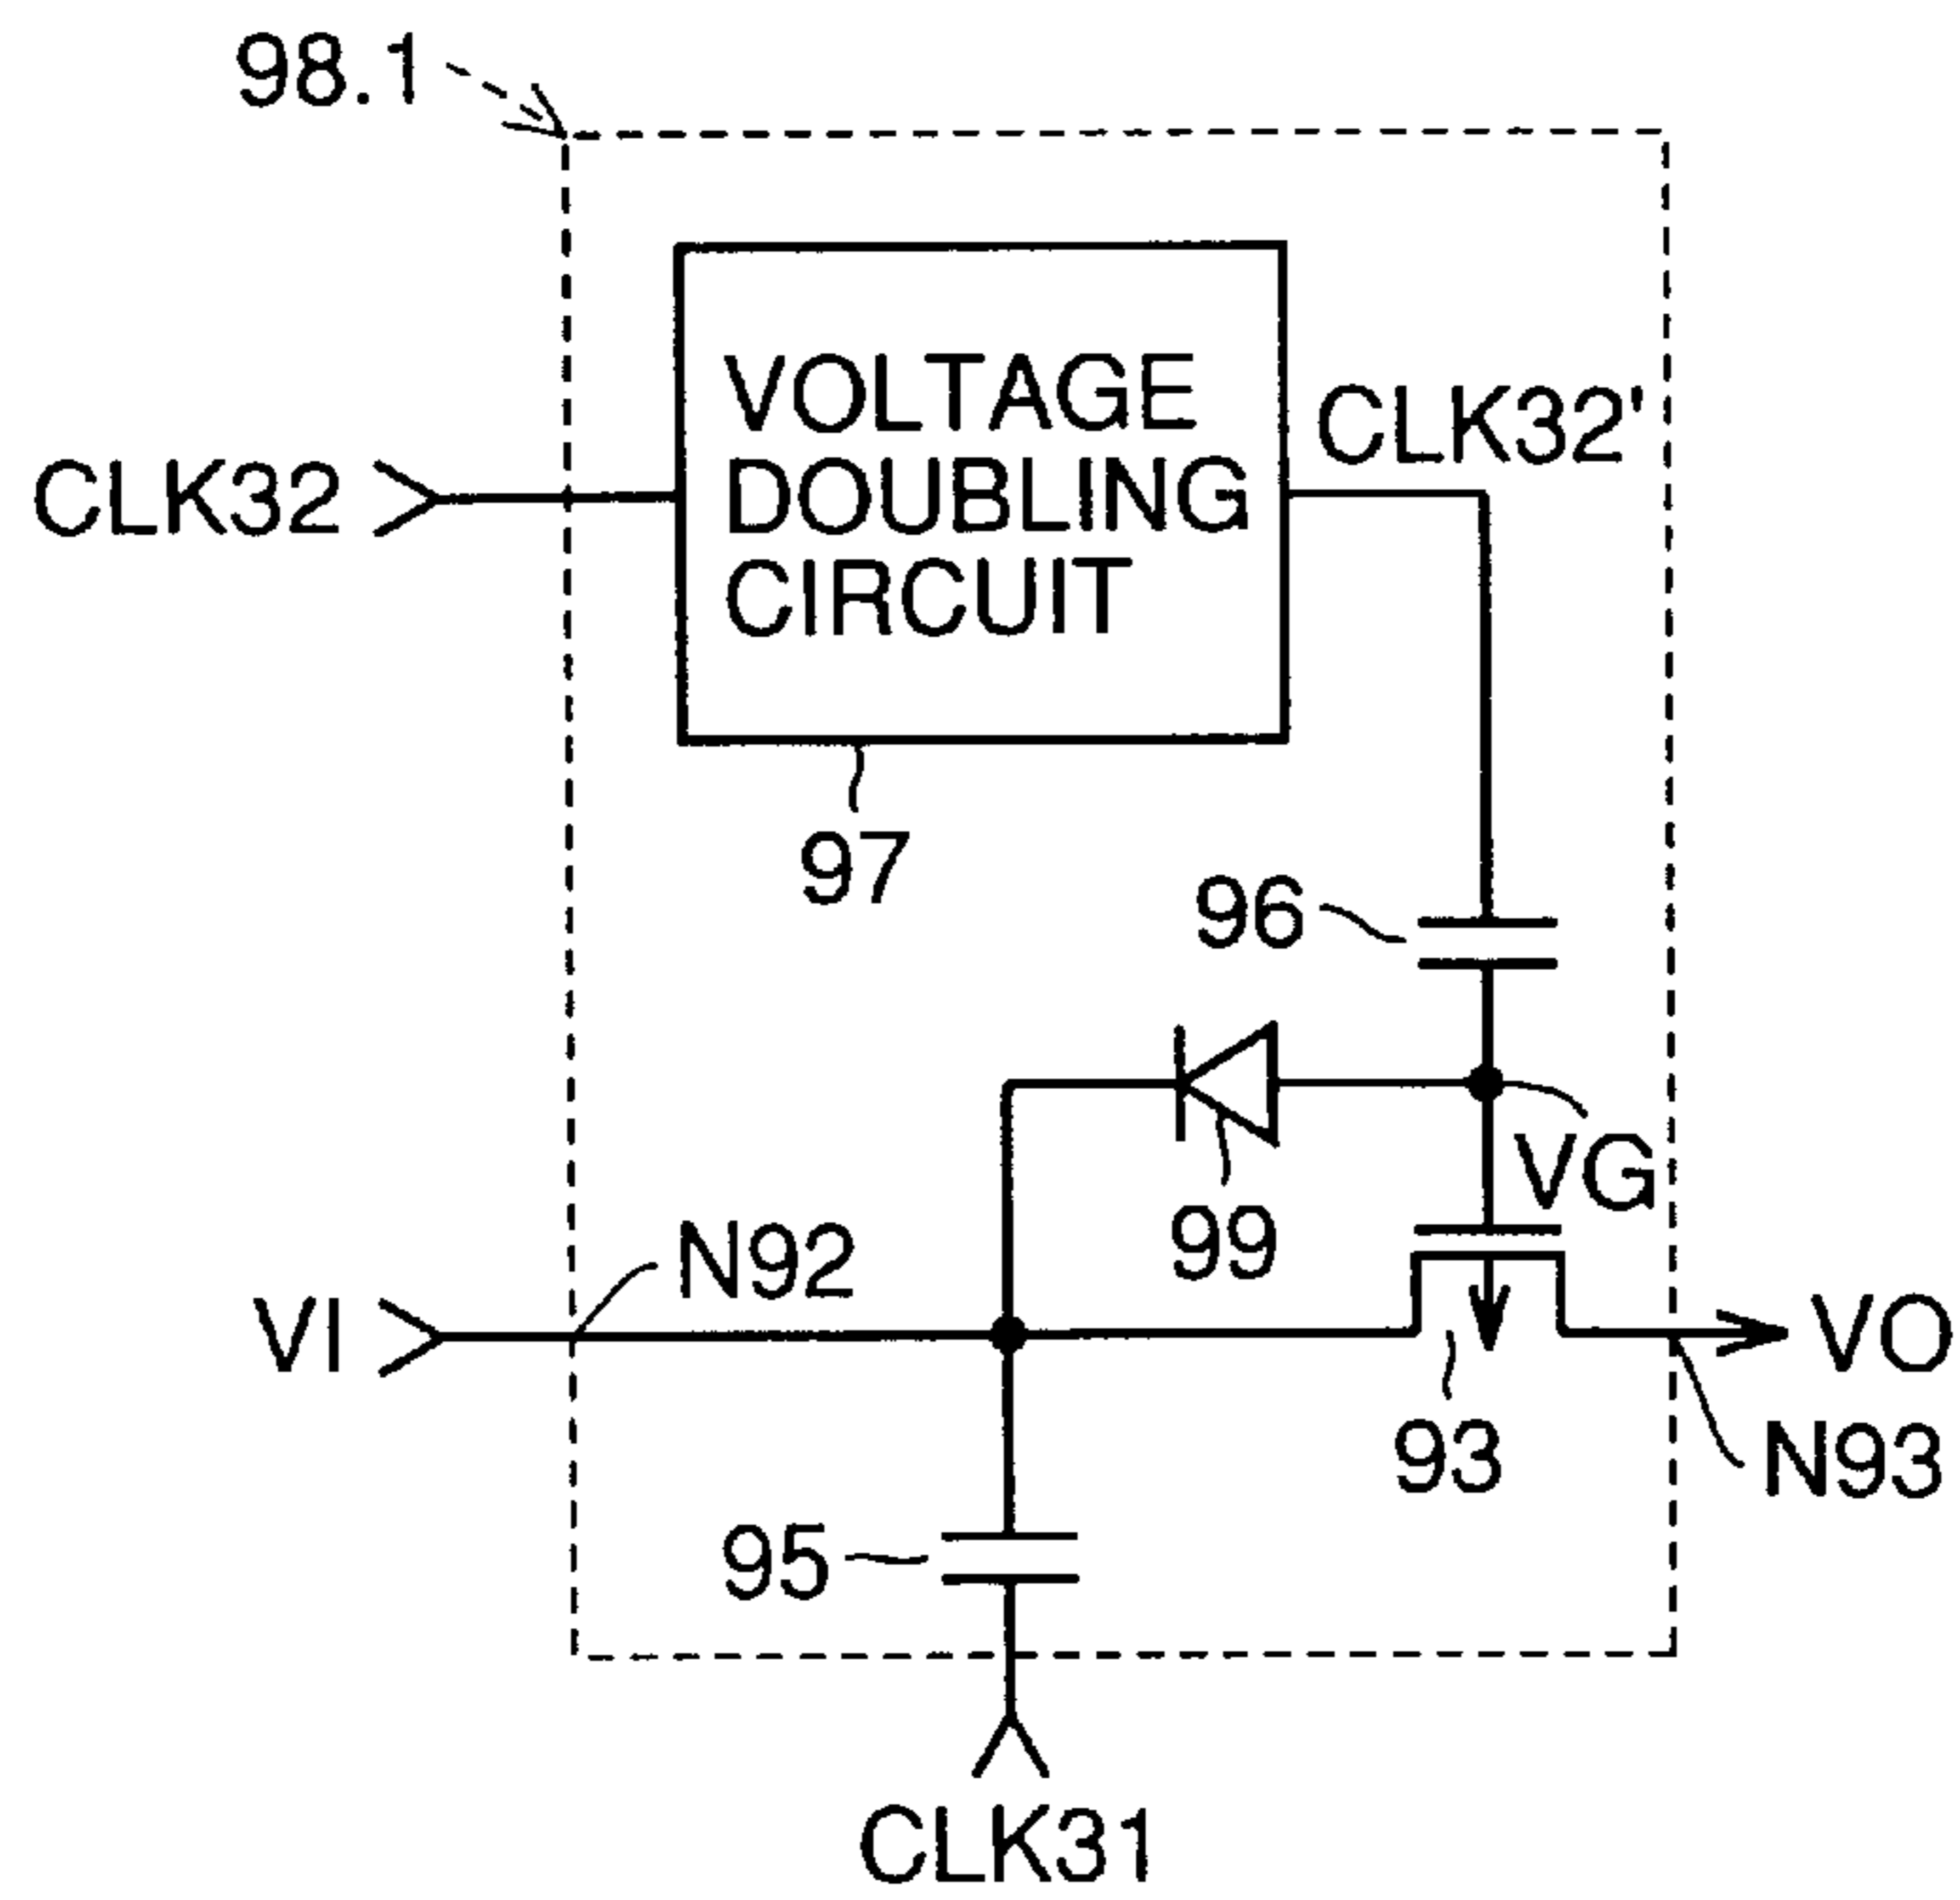 98.1
VOLTAGE
DOUBLING
CIRCUIT
CLK32'
CLK32
97
96
VG
99
N92
VI
VO
93
N93
95
CLK31